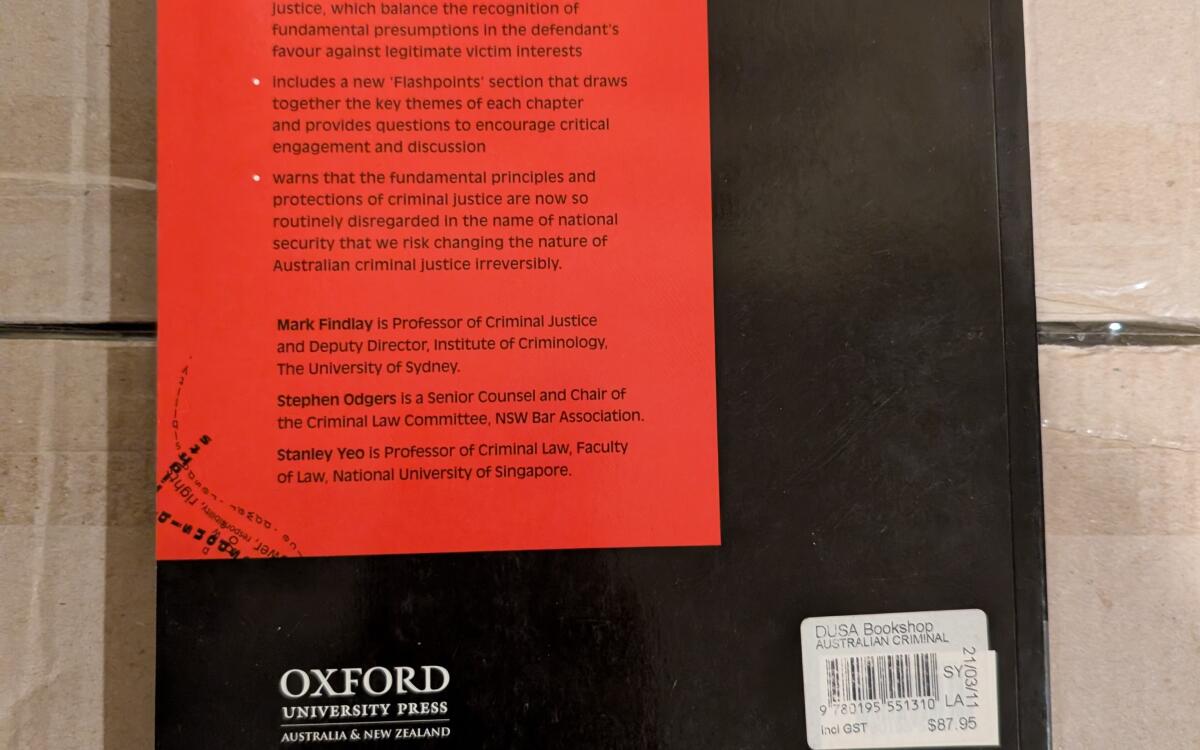 justice, which balance the recognition of
fundamental presumptions in the defendant's
favour against legitimate victim interests
• includes a new 'Flashpoints' section that draws
together the key themes of each chapter
and provides questions to encourage critical
engagement and discussion
• warns that the fundamental principles and
protections of criminal justice are now so
routinely disregarded in the name of national
security that we risk changing the nature of
Australian criminal justice irreversibly.
Mark Findlay is Professor of Criminal Justice
and Deputy Director, Institute of Criminology,
The University of Sydney.
Stephen Odgers is a Senior Counsel and Chair of
the Criminal Law Committee, NSW Bar Association.
Stanley Yeo is Professor of Criminal Law, Faculty
of Law, National University of Singapore.
responsibility,
OXFORD
UNIVERSITY PRESS
AUSTRALIA & NEW ZEALAND
DUSA Bookshop
AUSTRALIAN CRIMINAL
SY
LA
21/03/11
9 780195 551310
incl GST
$87.95